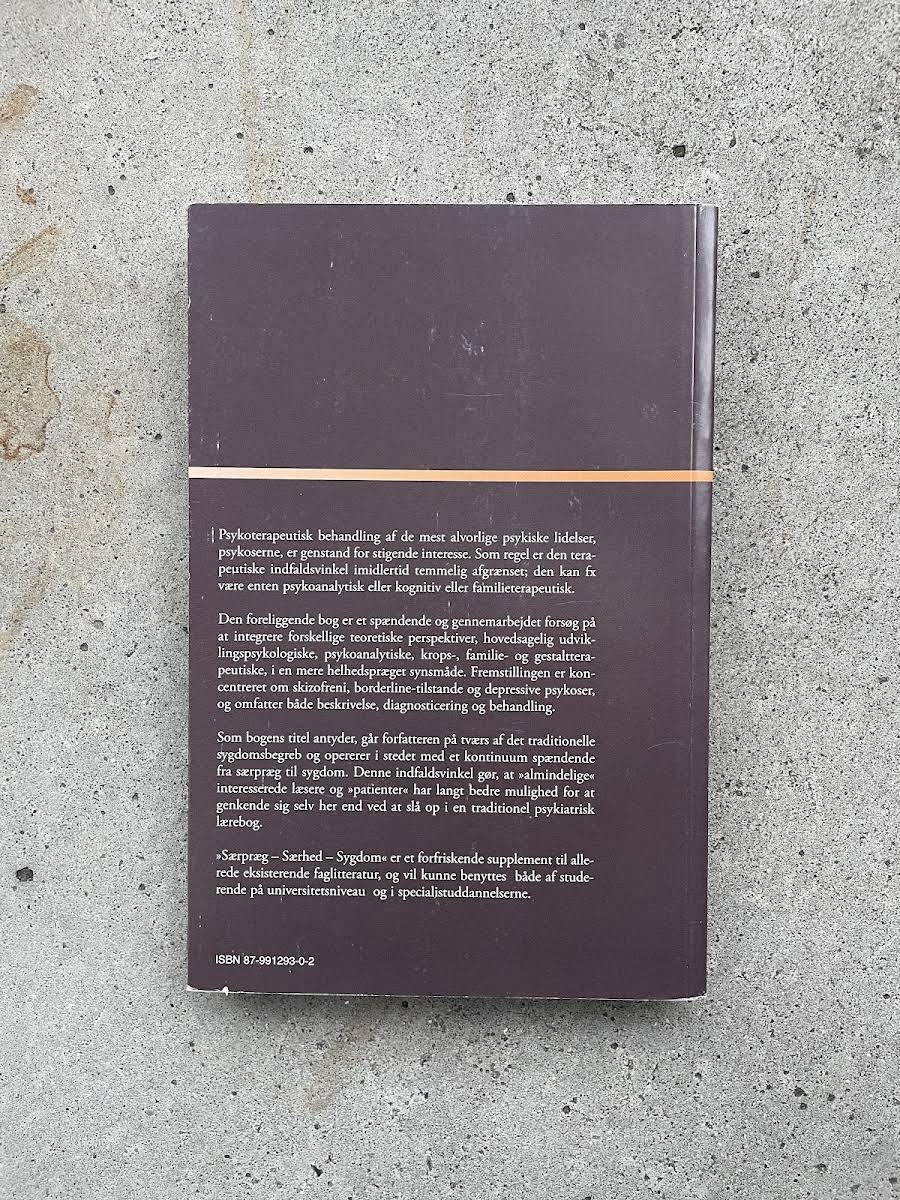 Psykoterapeutisk behandling af de mest alvorlige psykiske lidelser,
psykoserne, er genstand for stigende interesse. Som regel er den tera-
peutiske indfaldsvinkel imidlertid temmelig afgrænset; den kan fx
være enten psykoanalytisk eller kognitiv eller familieterapeutisk.
Den foreliggende bog er et spændende og gennemarbejdet forsøg på
at integrere forskellige teoretiske perspektiver, hovedsagelig udvik-
lingspsykologiske, psykoanalytiske, krops-, familie- og gestalttera-
peutiske, i en mere helhedspræget synsmåde. Fremstillingen er kon-
centreret om skizofreni, borderline-tilstande og depressive psykoser,
og omfatter både beskrivelse, diagnosticering og behandling.
Som bogens titel antyder, går forfatteren på tværs af det traditionelle
sygdomsbegreb og opererer i stedet med et kontinuum spændende
fra særpræg til sygdom. Denne indfaldsvinkel gør, at »almindelige«
interesserede læsere og »patienter« har langt bedre mulighed for at
genkende sig selv her end ved at slå op i en traditionel psykiatrisk
lærebog.
»Særpræg – Særhed – Sygdom« er et forfriskende supplement til alle-
rede eksisterende faglitteratur, og vil kunne benyttes både af stude-
rende på universitetsniveau og i specialistuddannelserne.
ISBN 87-991293-0-2